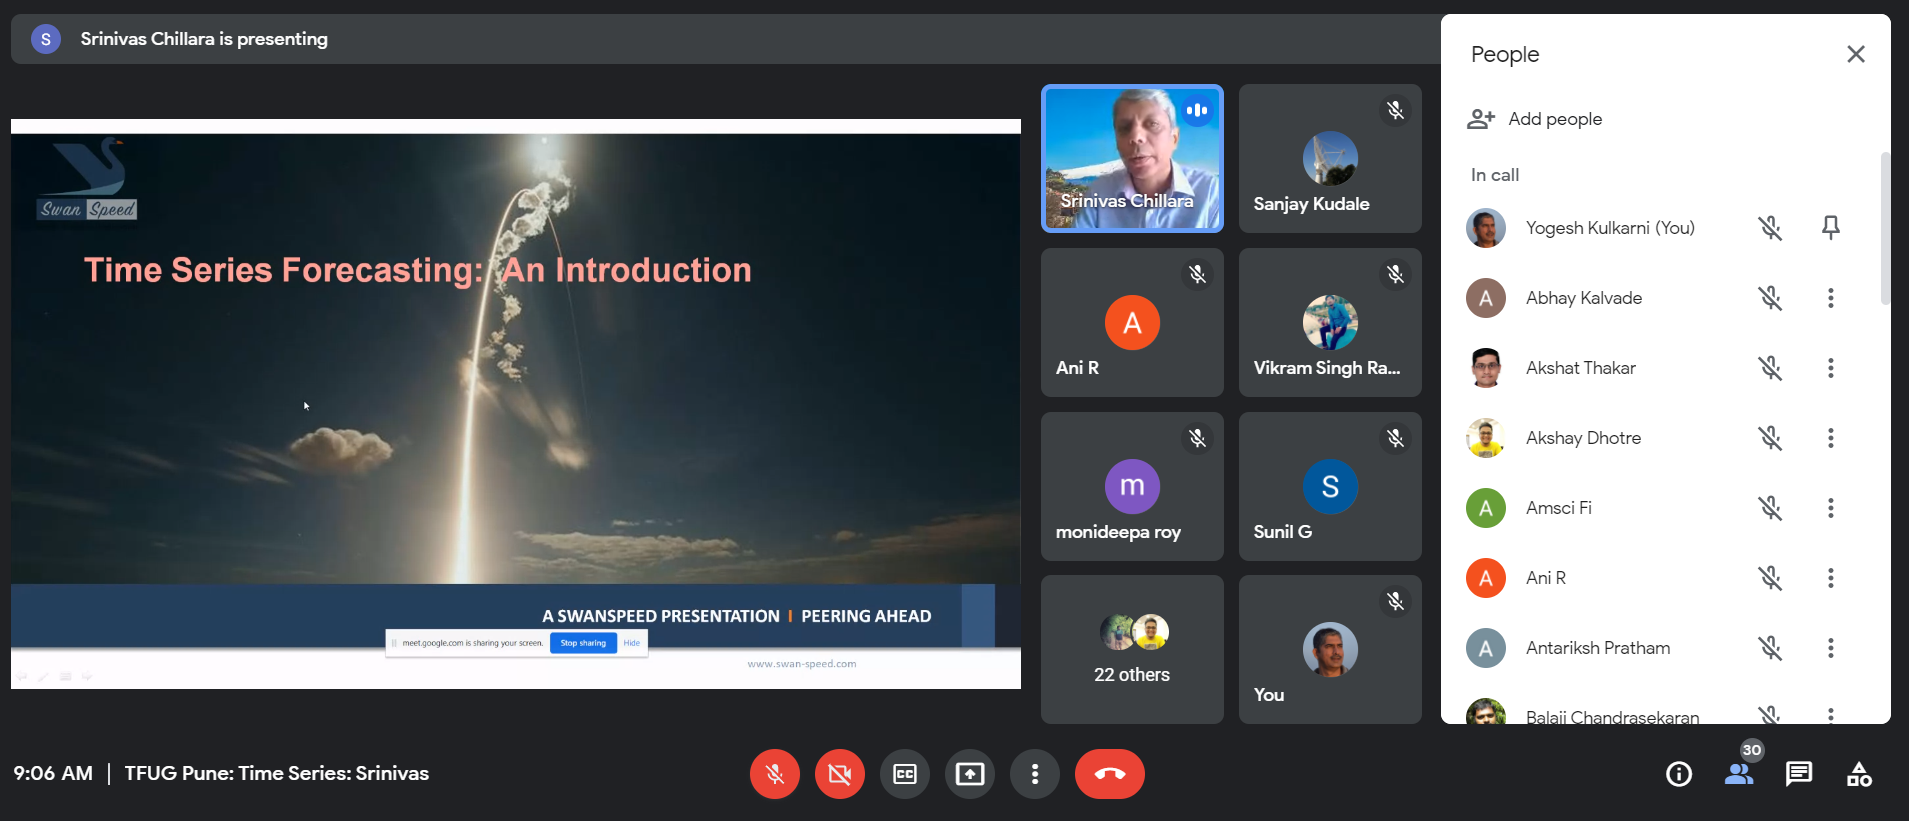 S
Srinivas Chillara is presenting
Swan Speed
Time Series Forecasting: An Introduction
A SWANSPEED PRESENTATION I PEERING AHEAD
meet.google.com is sharing your screen.
Stop sharing
Hide
www.swan-speed.com
Srinivas Chillara
Sanjay Kudale
A
Ani R
Vikram Singh Ra...
m
monideepa roy
S
Sunil G
22 others
You
People
Add people
In call
Yogesh Kulkarni (You)
A
Abhay Kalvade
Akshat Thakar
Akshay Dhotre
A
Amsci Fi
A
Ani R
A
Antariksh Pratham
Balaji Chandrasekaran
9:06 AM
TFUG Pune: Time Series: Srinivas
CC
30